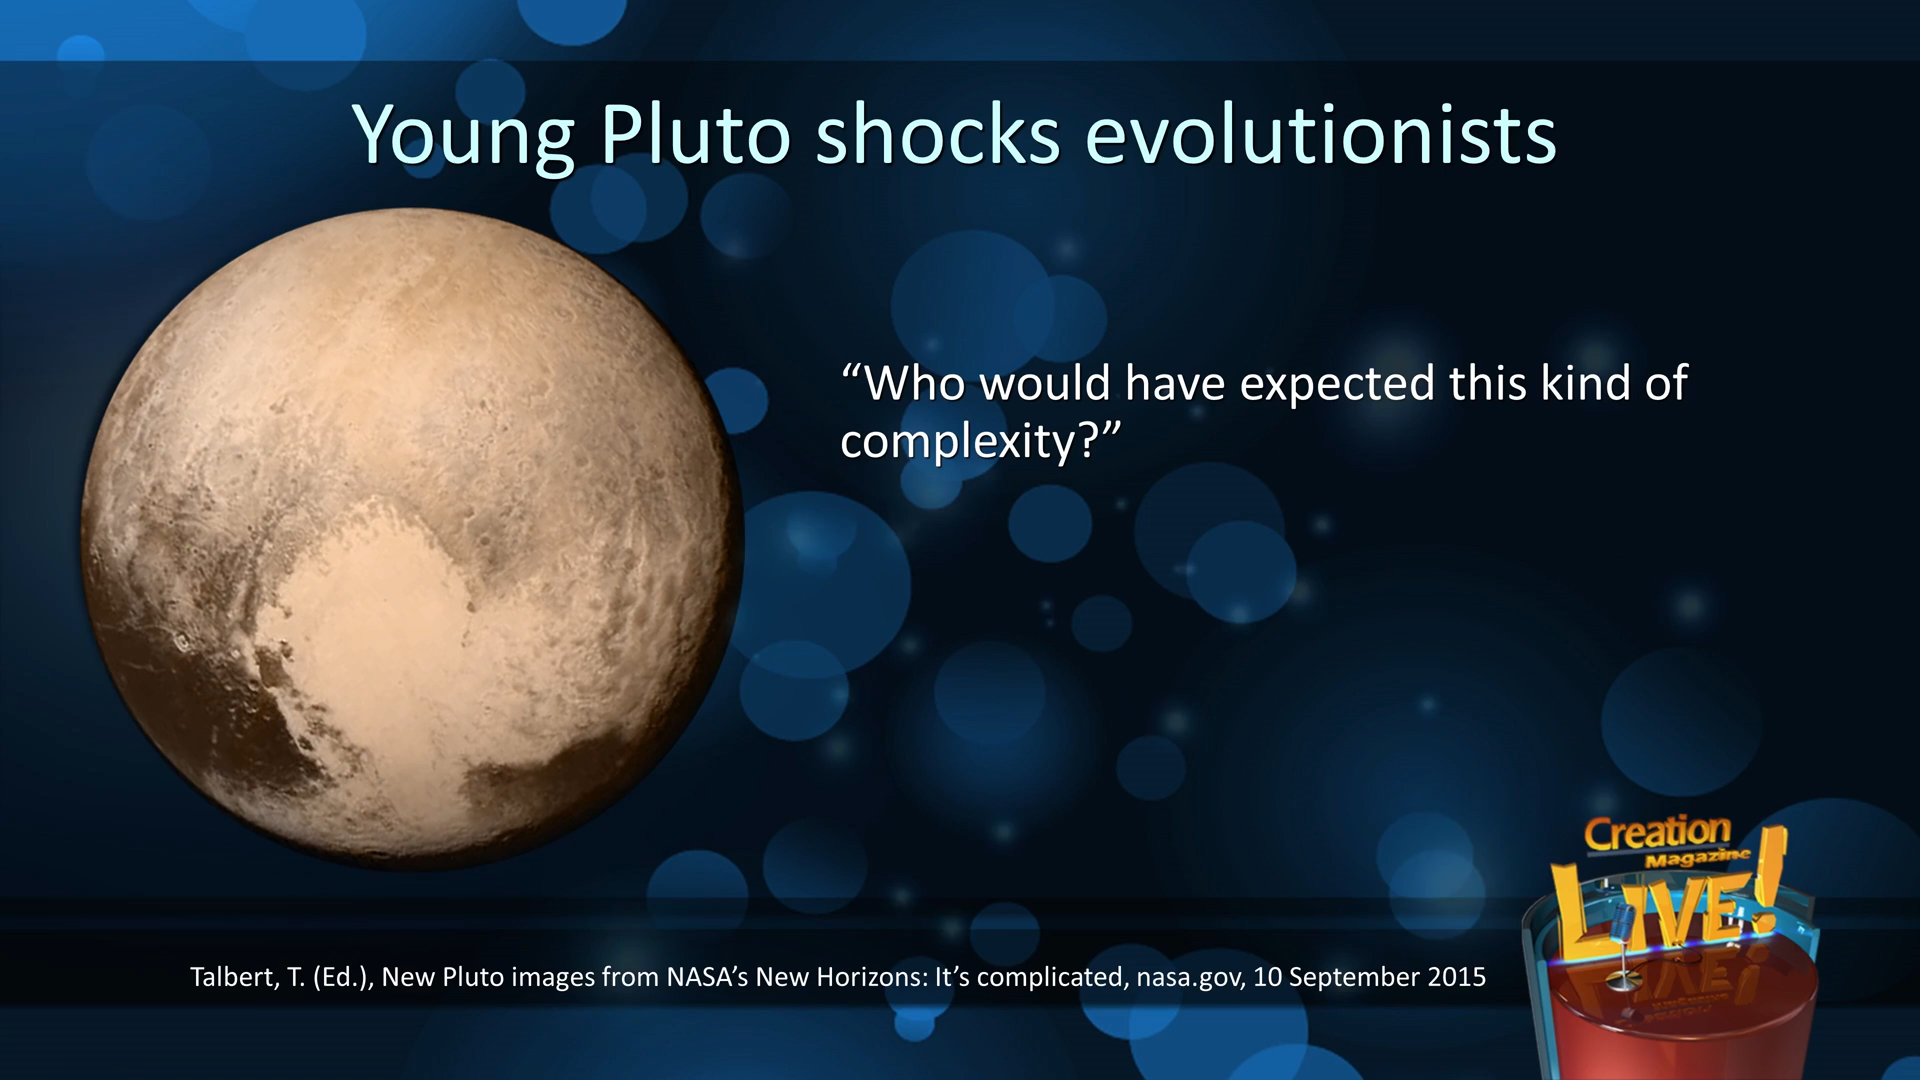 Young Pluto shocks evolutionists
“Who would have expected this kind of
complexity?”
Creation
Magazine
LIVE!
Talbert, T. (Ed.), New Pluto images from NASA’s New Horizons: It’s complicated, nasa.gov, 10 September 2015